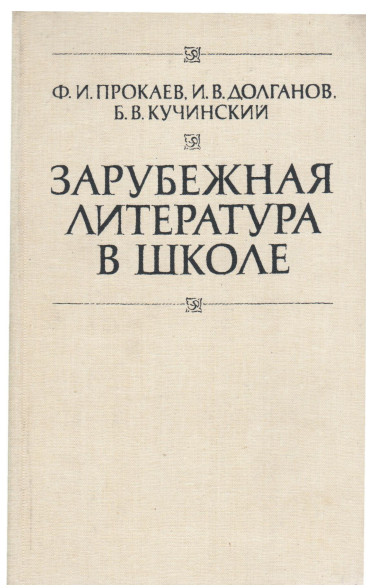 Ф. И. ПРОКАЕВ, И. В. ДОЛГАНОВ,
Б. В. КУЧИНСКИЙ
ЗАРУБЕЖНАЯ
ЛИТЕРАТУРА
В ШКОЛЕ